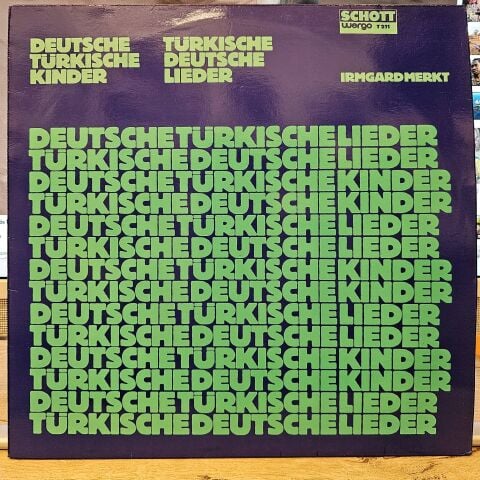 SCHOTT
wergo T 211
DEUTSCHE
TÜRKISCHE
KINDER
TÜRKISCHE
DEUTSCHE
LIEDER
IRMGARD MERKT
DEUTSCHE TÜRKISCHE LIEDER
TÜRKISCHE DEUTSCHE LIEDER
DEUTSCHE TÜRKISCHE KINDER
TÜRKISCHE DEUTSCHE KINDER
DEUTSCHE TÜRKISCHE LIEDER
TÜRKISCHE DEUTSCHE LIEDER
DEUTSCHE TÜRKISCHE KINDER
TÜRKISCHE DEUTSCHE KINDER
DEUTSCHE TÜRKISCHE LIEDER
TÜRKISCHE DEUTSCHE LIEDER
DEUTSCHE TÜRKISCHE KINDER
TÜRKISCHE DEUTSCHE KINDER
DEUTSCHE TÜRKISCHE LIEDER
TÜRKISCHE DEUTSCHE LIEDER